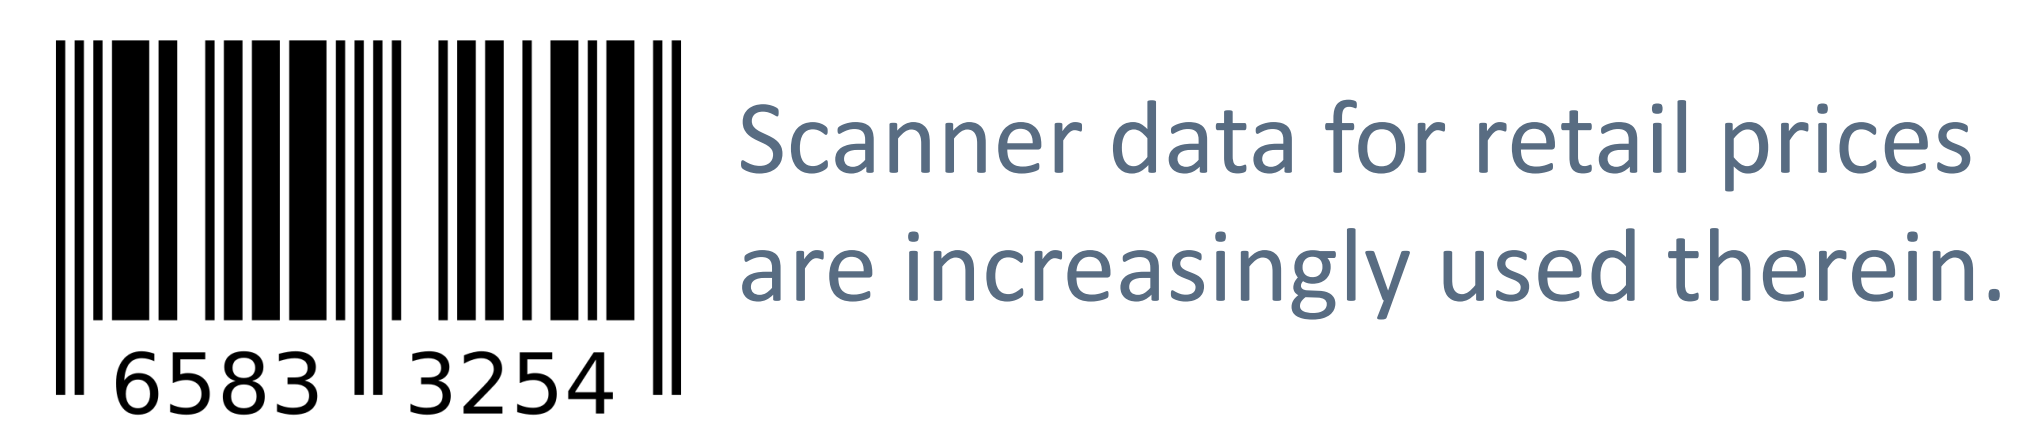 Scanner data for retail prices
are increasingly used therein.
6583 3254